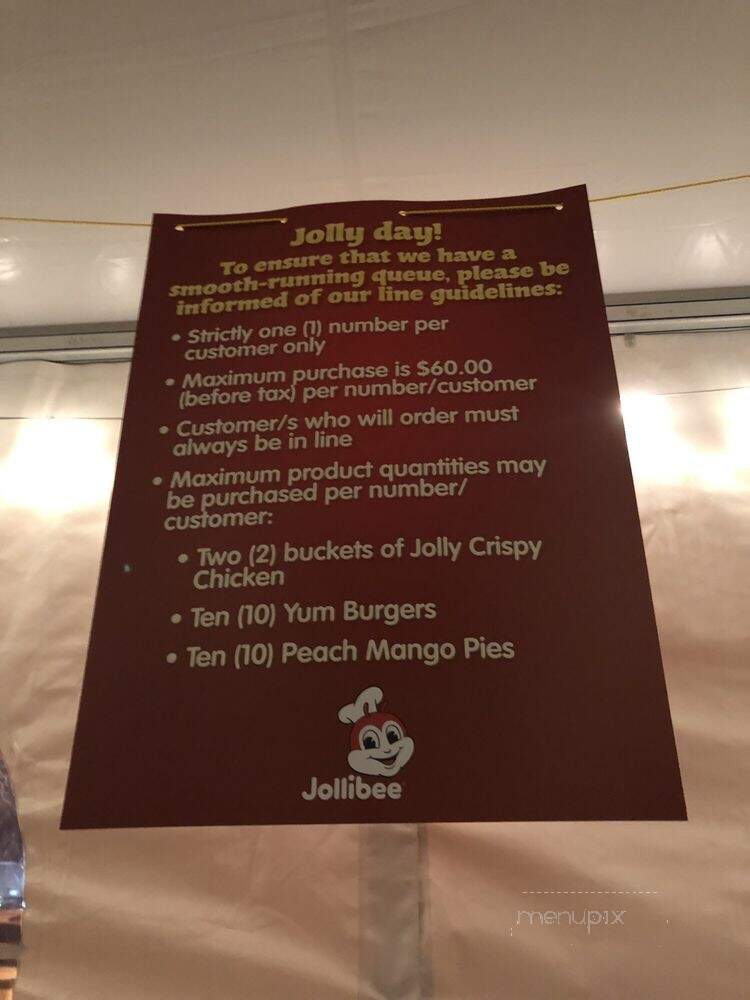 Jolly day!
To ensure that we have a
smooth-running queue, please be
informed of our line guidelines:
• Strictly one (1) number per
customer only
• Maximum purchase is $60.00
(before tax) per number/customer
• Customer/s who will order must
always be in line
• Maximum product quantities may
be purchased per number/
customer:
• Two (2) buckets of Jolly Crispy
Chicken
• Ten (10) Yum Burgers
• Ten (10) Peach Mango Pies
Jollibee
menupix